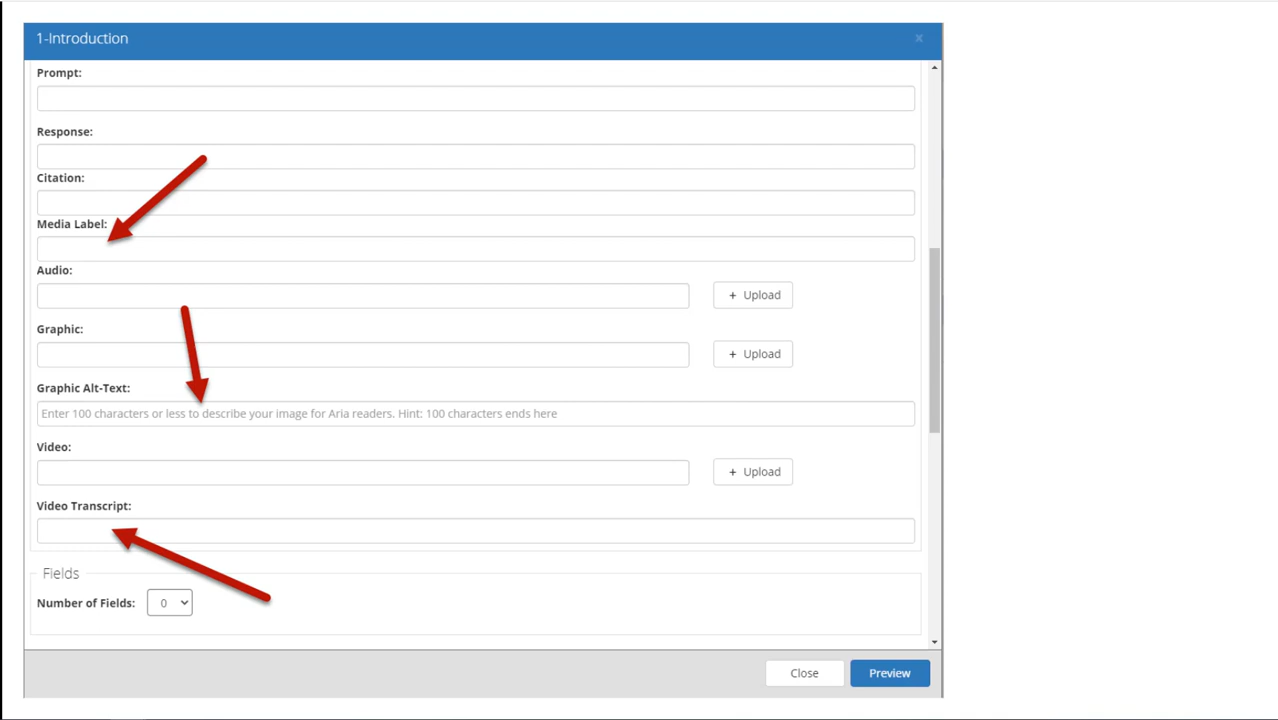 1-Introduction x
Prompt:
Response:
Citation:
Media Label:
Audio:
+ Upload
Graphic:
+ Upload
Graphic Alt-Text:
Enter 100 characters or less to describe your image for Aria readers. Hint: 100 characters ends here
Video:
+ Upload
Video Transcript:
Fields
Number of Fields: 0
Close Preview